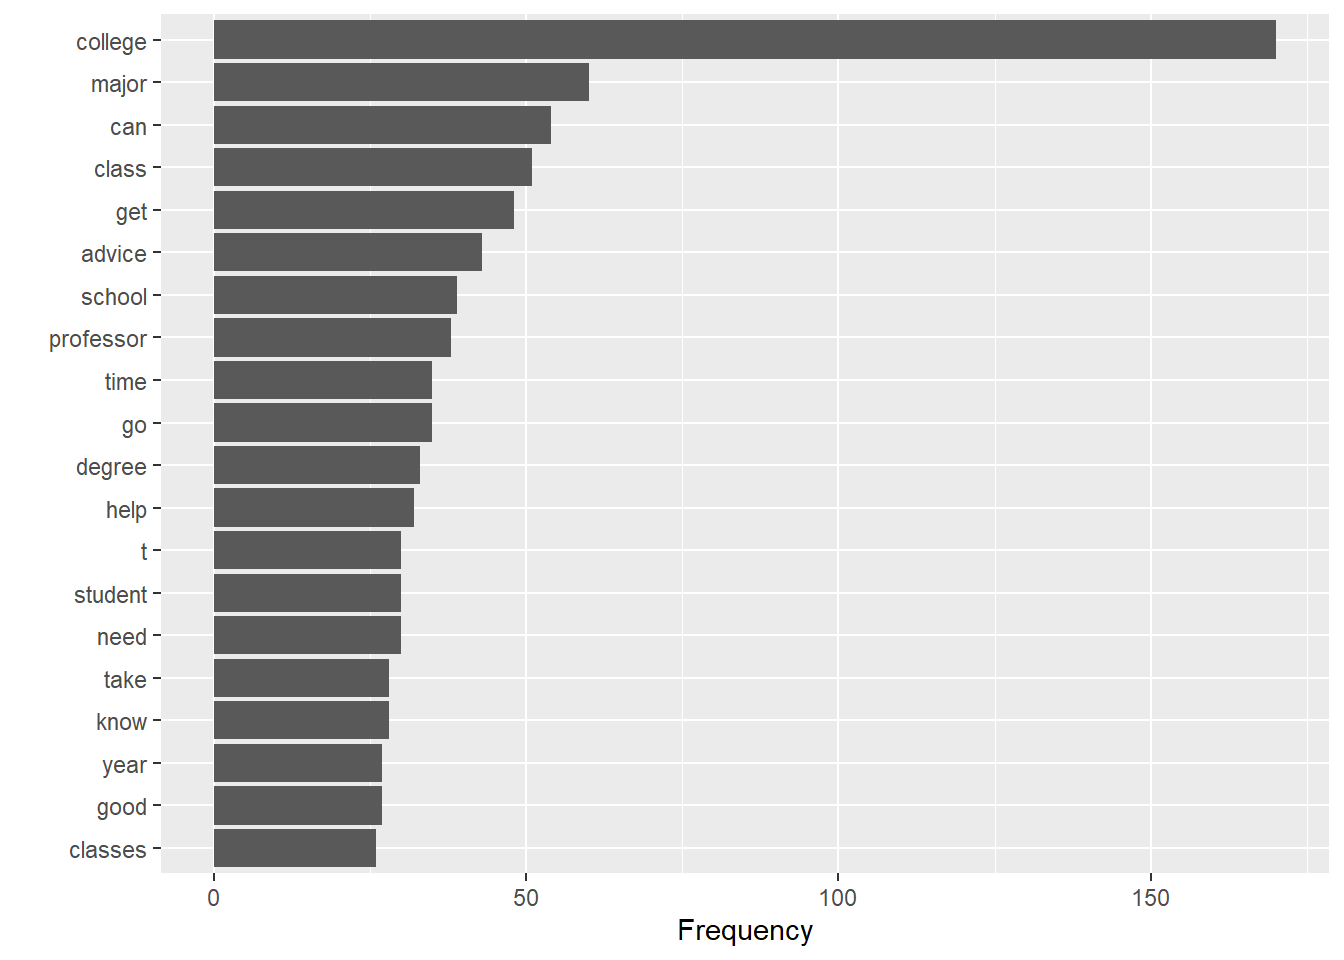 college
major
can
class
get
advice
school
professor
time
go
degree
help
t
student
need
take
know
year
good
classes
0 50 100 150
Frequency